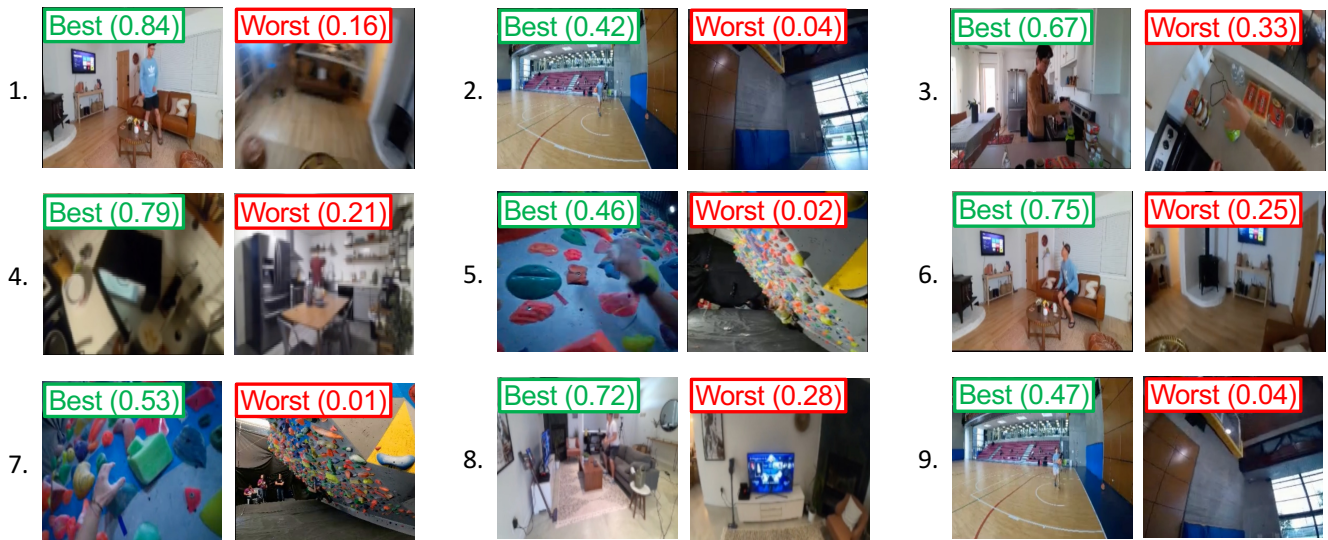 Best (0.84) Worst (0.16) Best (0.42) Worst (0.04) Best (0.67) Worst (0.33)
1. 2. 3.
Best (0.79) Worst (0.21) Best (0.46) Worst (0.02) Best (0.75) Worst (0.25)
4. 5. 6.
Best (0.53) Worst (0.01) Best (0.72) Worst (0.28) Best (0.47) Worst (0.04)
7. 8. 9.